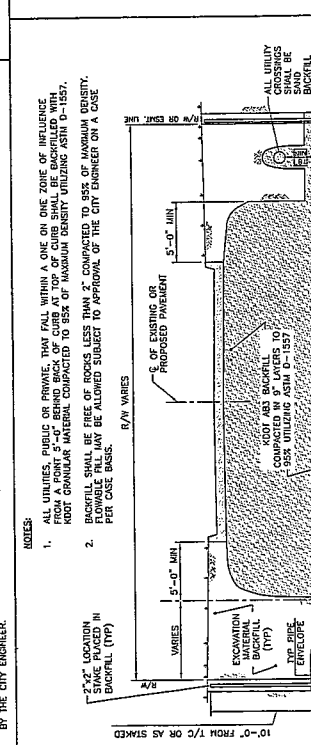 BY THE CITY ENGINEER.
NOTES:
1. ALL UTILITIES, PUBLIC OR PRIVATE, THAT FALL WITHIN A ONE ON ONE ZONE OF INFLUENCE
FROM A POINT 5'-0" BEHIND BACK OF CURB AT TOP OF CURB SHALL BE BACKFILLED WITH
KDOT GRANULAR MATERIAL COMPACTED TO 95% OF MAXIMUM DENSITY UTILIZING ASTM D-1557.
2. BACKFILL SHALL BE FREE OF ROCKS LESS THAN 2" COMPACTED TO 95% OF MAXIMUM DENSITY.
FLOWABLE FILL MAY BE ALLOWED SUBJECT TO APPROVAL OF THE CITY ENGINEER ON A CASE
PER CASE BASIS.
2"x2" LOCATION
STAKE PLACED IN
BACKFILL (TYP)
R/W
R/W VARIES
R/W OR ESMT. LINE
VARIES
5'-0" MIN
℄ OF EXISTING OR
PROPOSED PAVEMENT
5'-0" MIN
ALL UTILITY
CROSSINGS
SHALL BE
SAND
BACKFILL
10'-0" FROM T/C OR AS STAKED
EXCAVATION
MATERIAL
BACKFILL
(TYP)
TYP PIPE
ENVELOPE
KDOT AB3 BACKFILL
COMPACTED IN 9" LAYERS TO
95% UTILIZING ASTM D-1557